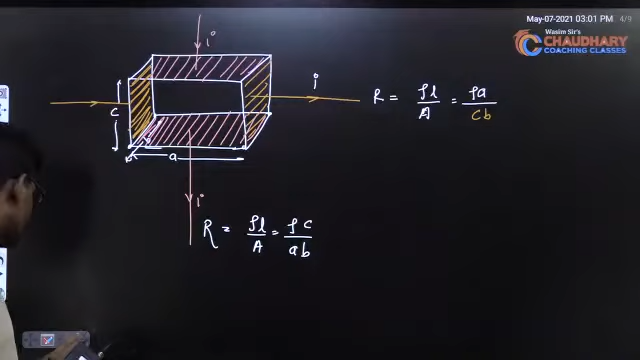 May-07-2021 03:01 PM 4/9
Wasim Sir's
CHAUDHARY
COACHING CLASSES
i
i
R = ρl/A = ρa/cb
c
b
a
i
R = ρl/A = ρc/ab